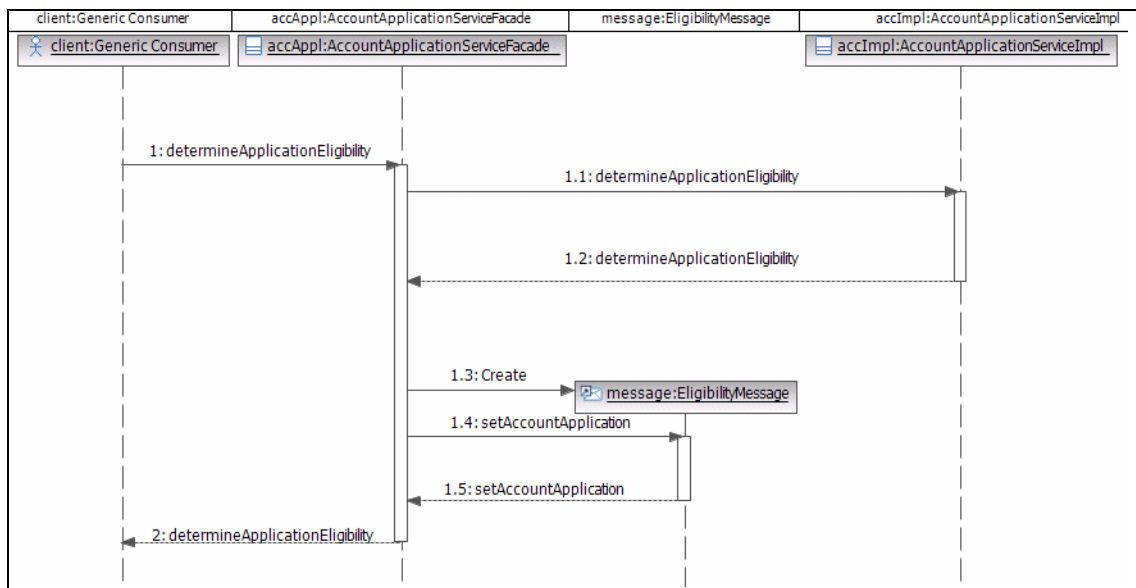 client:Generic Consumer
accAppl:AccountApplicationServiceFacade
message:EligibilityMessage
accImpl:AccountApplicationServiceImpl
client:Generic Consumer
accAppl:AccountApplicationServiceFacade
accImpl:AccountApplicationServiceImpl
1: determineApplicationEligibility
1.1: determineApplicationEligibility
1.2: determineApplicationEligibility
1.3: Create
message:EligibilityMessage
1.4: setAccountApplication
1.5: setAccountApplication
2: determineApplicationEligibility